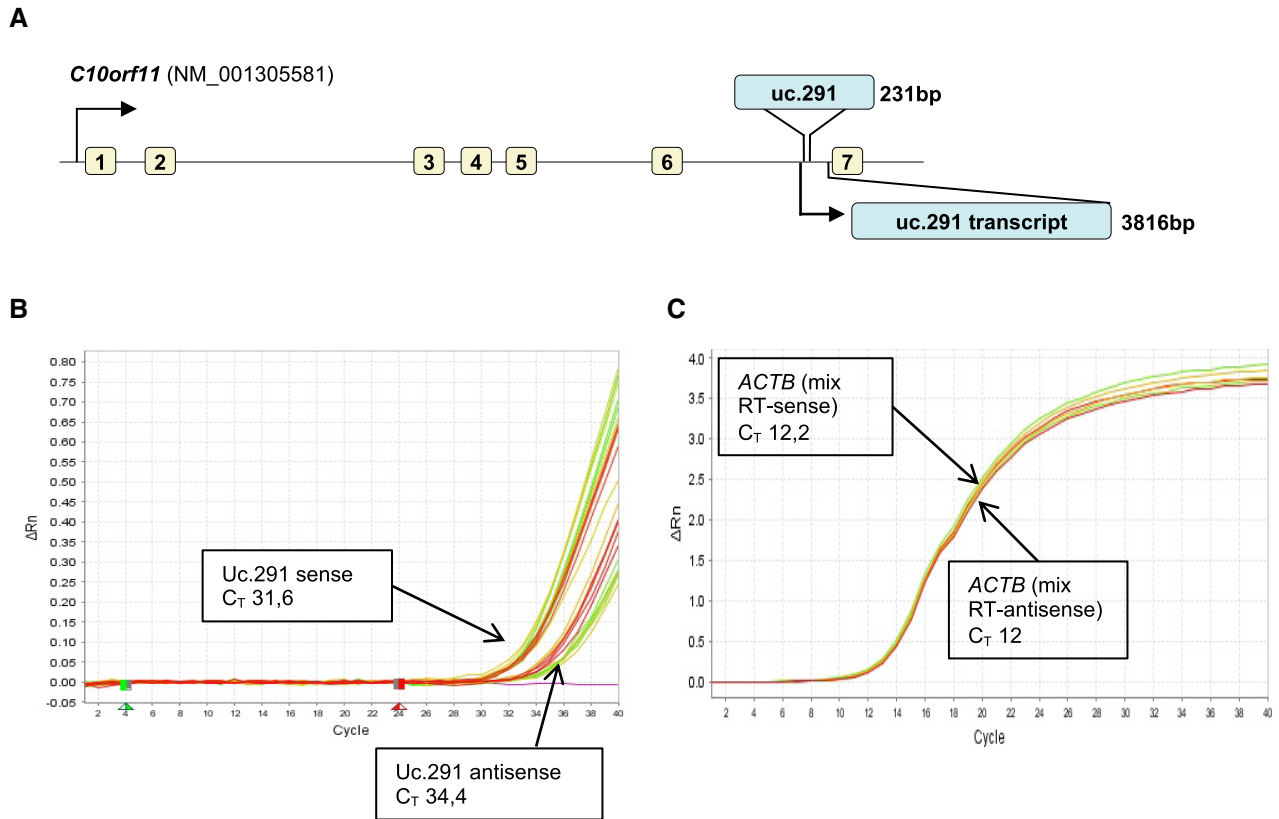 A
C10orf11 (NM_001305581)
uc.291 231bp
1 2 3 4 5 6 7
uc.291 transcript 3816bp
B
0.80
0.75
0.70
0.65
0.60
0.55
0.50
0.45
0.40
0.35
0.30
0.25
0.20
0.15
0.10
0.05
0.00
-0.05
ΔRn
2 4 6 8 10 12 14 16 18 20 22 24 26 28 30 32 34 36 38 40
Cycle
Uc.291 sense
CT 31,6
Uc.291 antisense
CT 34,4
C
4.0
3.5
3.0
2.5
2.0
1.5
1.0
0.5
0.0
ΔRn
2 4 6 8 10 12 14 16 18 20 22 24 26 28 30 32 34 36 38 40
Cycle
ACTB (mix
RT-sense)
CT 12,2
ACTB (mix
RT-antisense)
CT 12